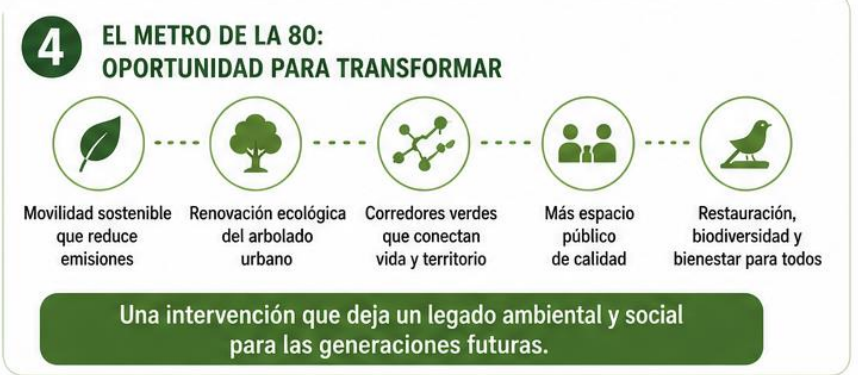 4
EL METRO DE LA 80:
OPORTUNIDAD PARA TRANSFORMAR
Movilidad sostenible
que reduce
emisiones
Renovación ecológica
del arbolado
urbano
Corredores verdes
que conectan
vida y territorio
Más espacio
público
de calidad
Restauración,
biodiversidad y
bienestar para todos
Una intervención que deja un legado ambiental y social
para las generaciones futuras.